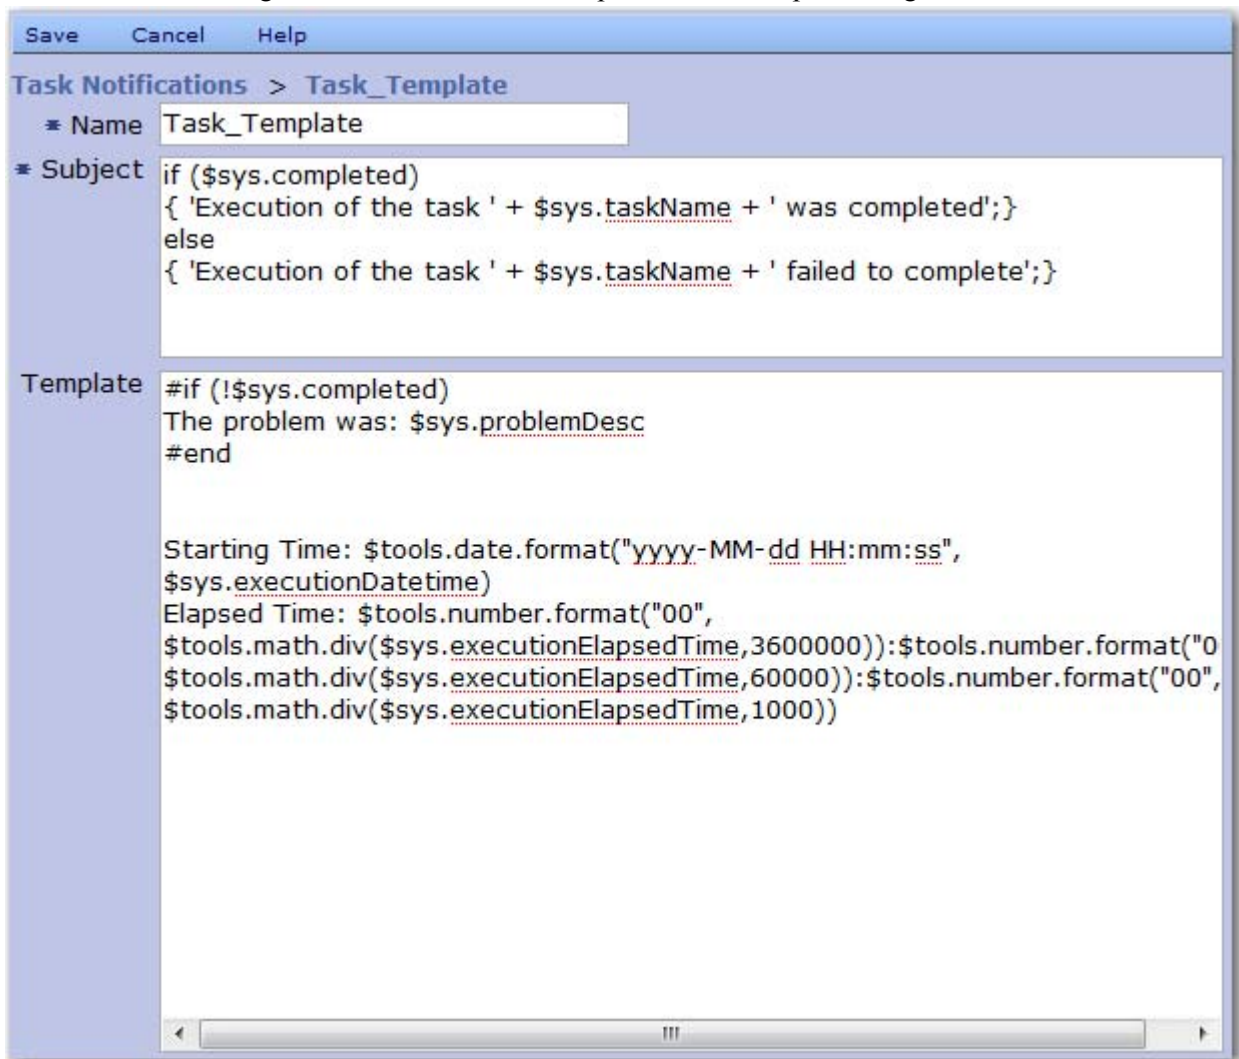 Save Cancel Help
Task Notifications > Task_Template
* Name Task_Template
* Subject if ($sys.completed)
{ 'Execution of the task ' + $sys.taskName + ' was completed';}
else
{ 'Execution of the task ' + $sys.taskName + ' failed to complete';}
Template #if (!$sys.completed)
The problem was: $sys.problemDesc
#end
Starting Time: $tools.date.format("yyyy-MM-dd HH:mm:ss",
$sys.executionDatetime)
Elapsed Time: $tools.number.format("00",
$tools.math.div($sys.executionElapsedTime,3600000)):$tools.number.format("0
$tools.math.div($sys.executionElapsedTime,60000)):$tools.number.format("00",
$tools.math.div($sys.executionElapsedTime,1000))